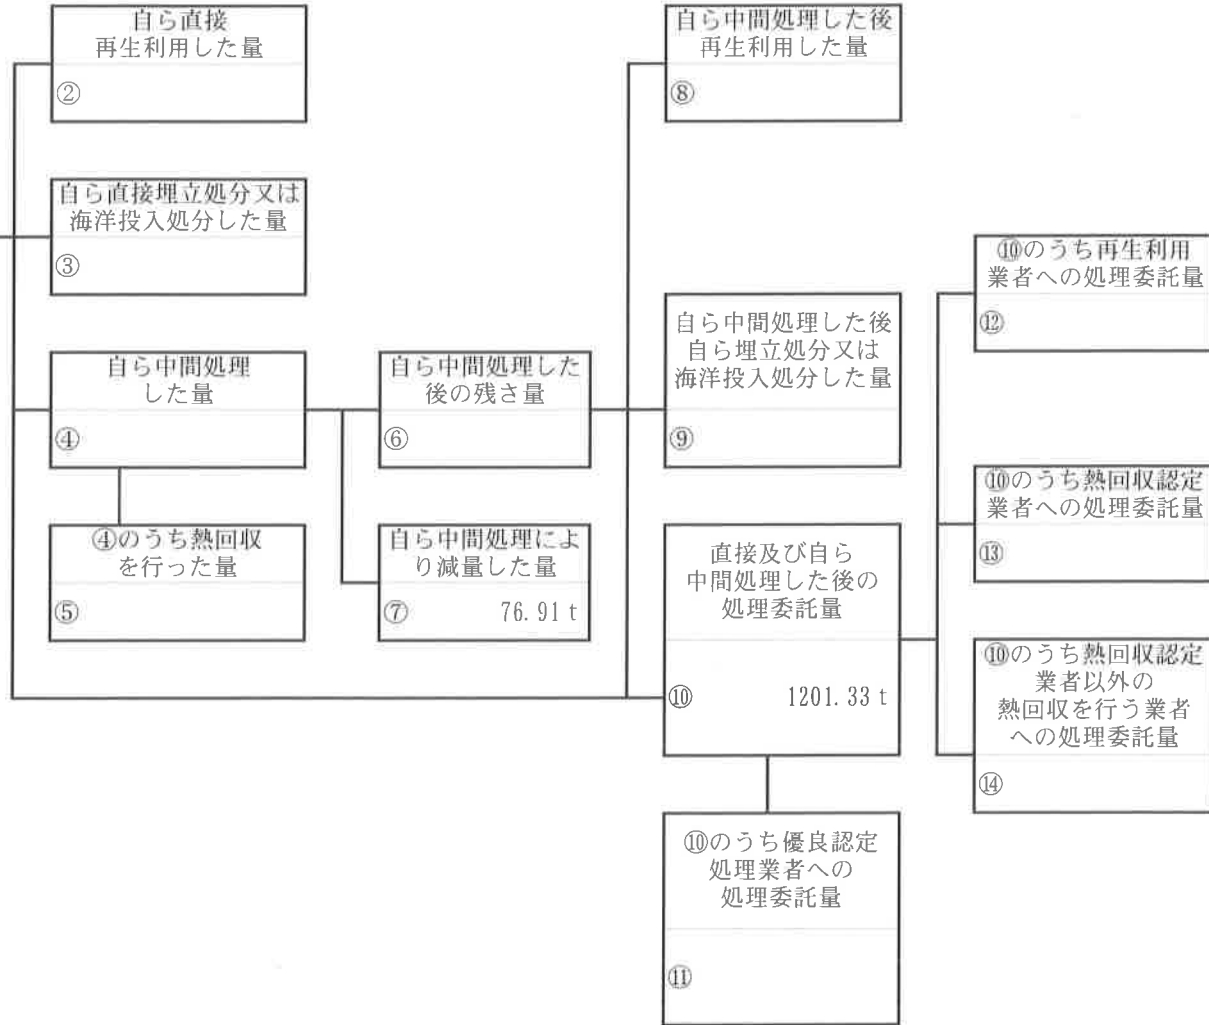 自ら直接
再生利用した量
②
自ら直接埋立処分又は
海洋投入処分した量
③
自ら中間処理
した量
④
④のうち熱回収
を行った量
⑤
自ら中間処理した
後の残さ量
⑥
自ら中間処理によ
り減量した量
⑦ 76.91 t
自ら中間処理した後
再生利用した量
⑧
自ら中間処理した後
自ら埋立処分又は
海洋投入処分した量
⑨
直接及び自ら
中間処理した後の
処理委託量
⑩ 1201.33 t
⑩のうち優良認定
処理業者への
処理委託量
⑪
⑩のうち再生利用
業者への処理委託量
⑫
⑩のうち熱回収認定
業者への処理委託量
⑬
⑩のうち熱回収認定
業者以外の
熱回収を行う業者
への処理委託量
⑭